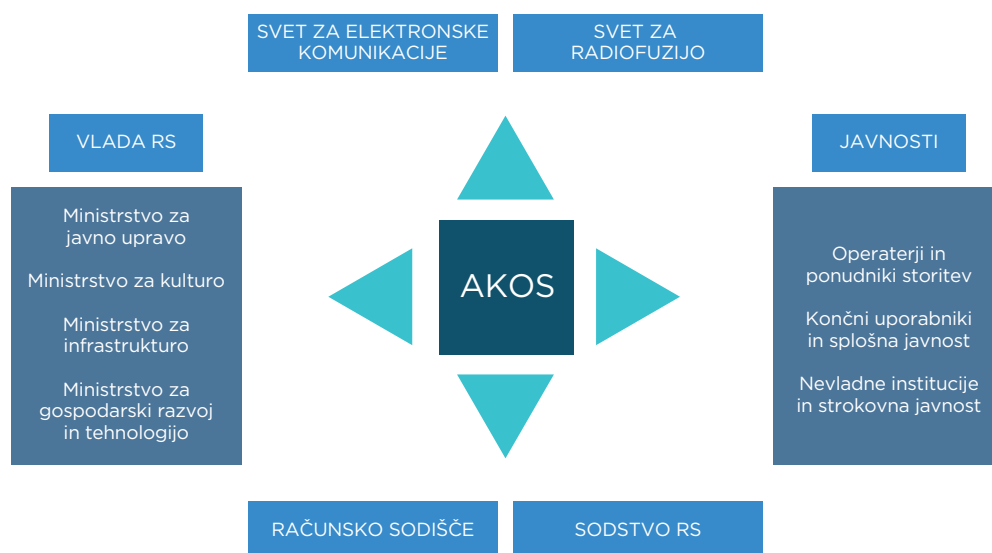 SVET ZA ELEKTRONSKE
KOMUNIKACIJE
SVET ZA
RADIOFUZIJO
VLADA RS
Ministrstvo za
javno upravo
Ministrstvo za kulturo
Ministrstvo za
infrastrukturo
Ministrstvo za
gospodarski razvoj
in tehnologijo
AKOS
JAVNOSTI
Operaterji in
ponudniki storitev
Končni uporabniki
in splošna javnost
Nevladne institucije
in strokovna javnost
RAČUNSKO SODIŠČE
SODSTVO RS